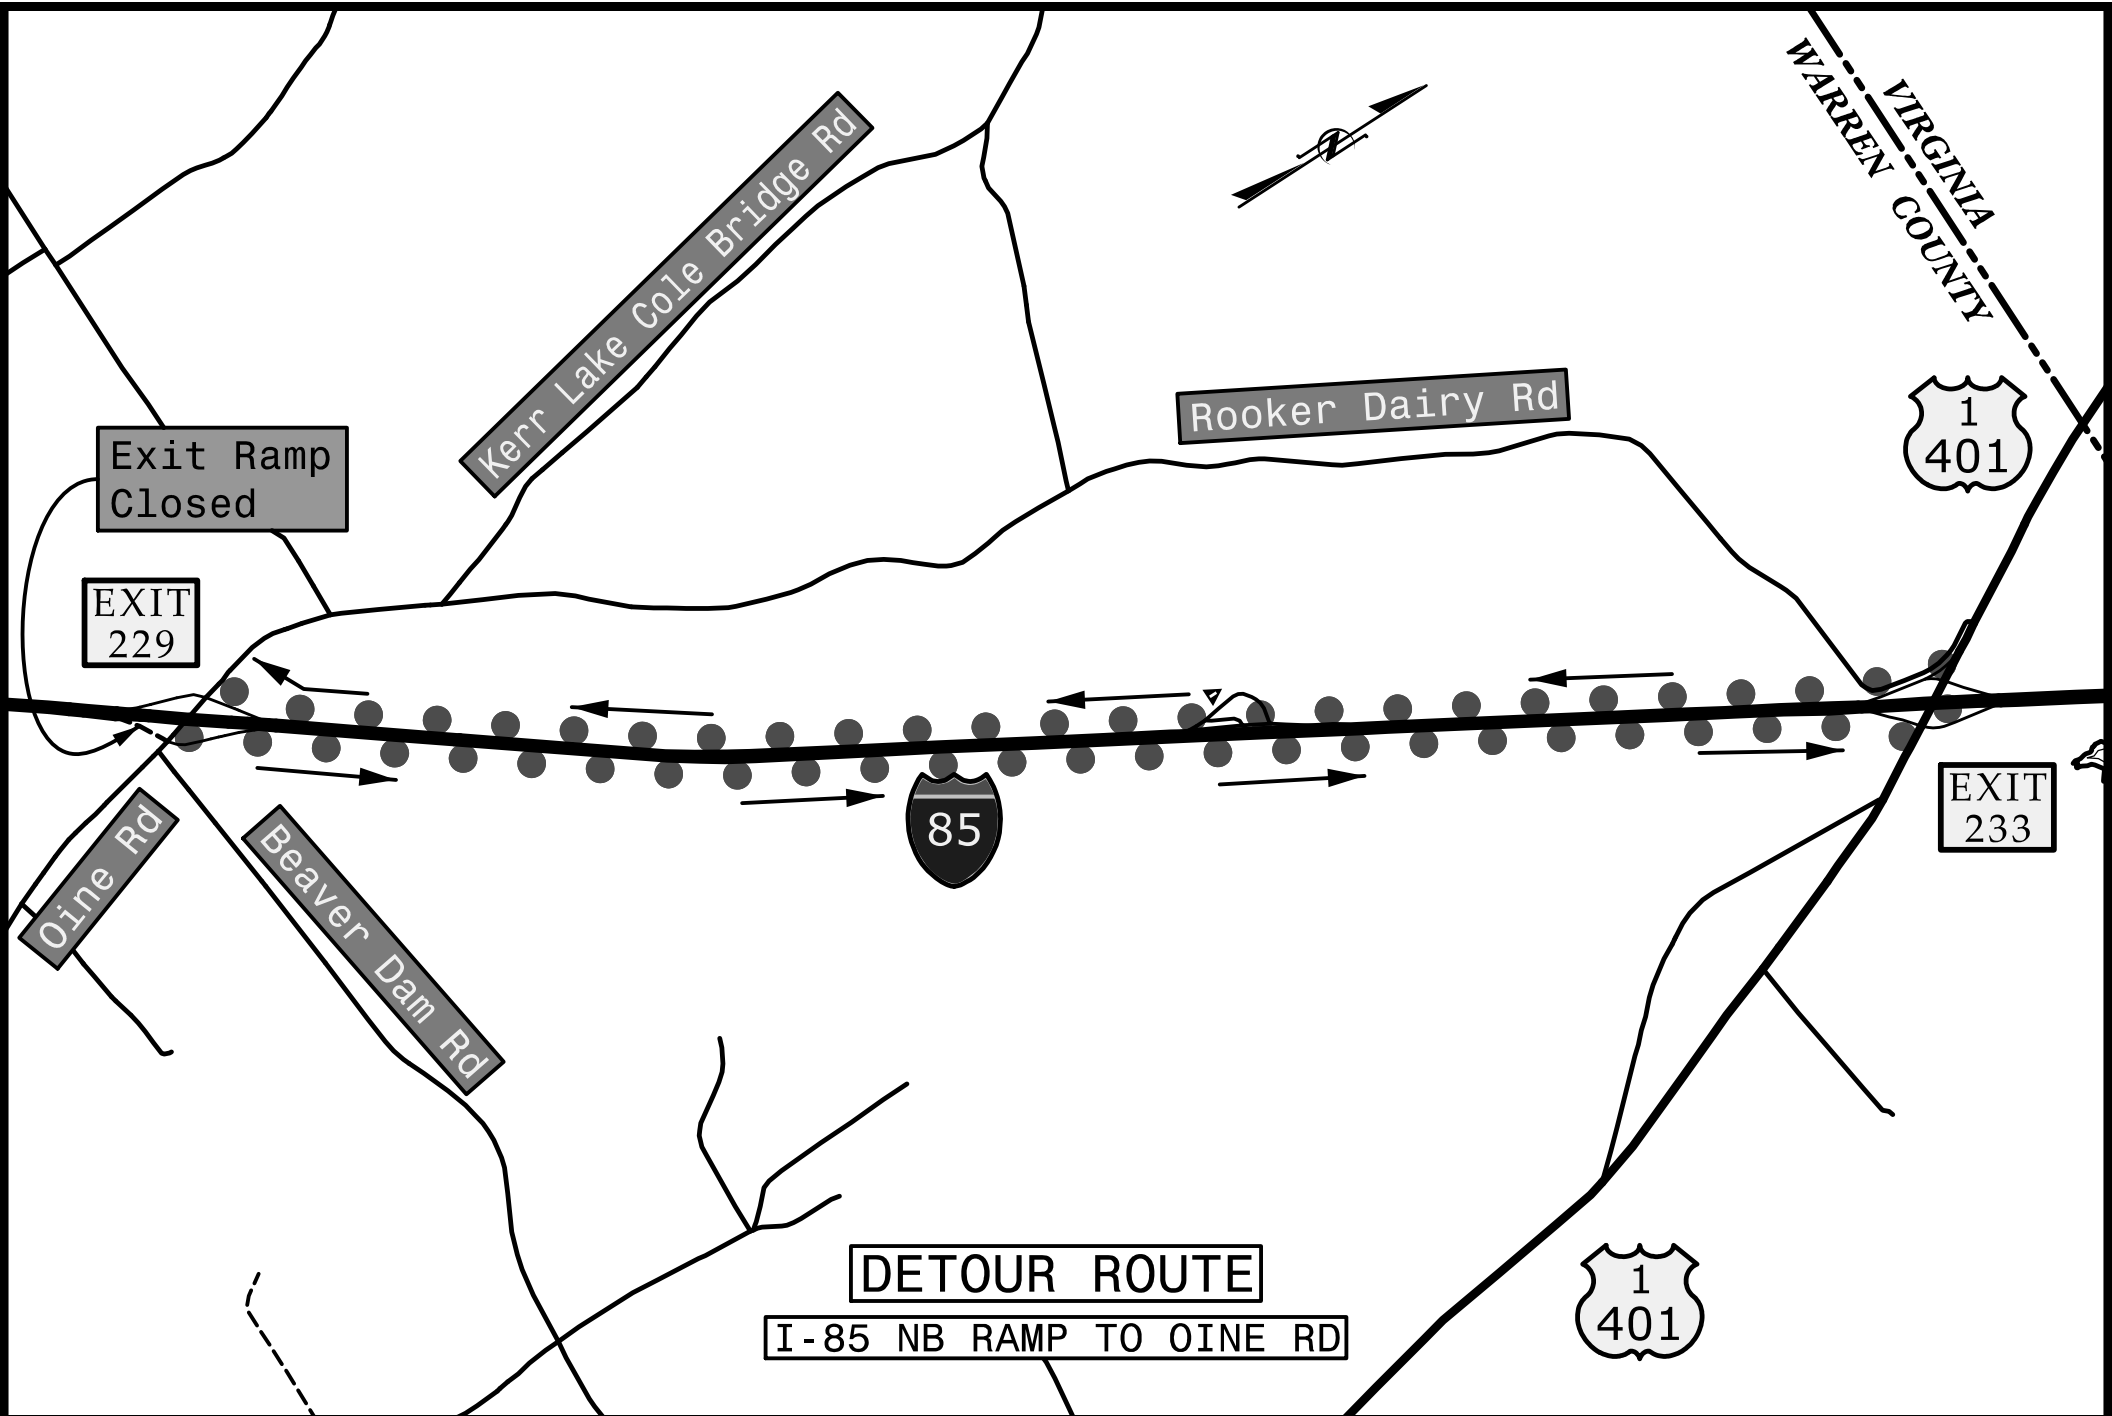 WARREN COUNTY
VIRGINIA
Kerr Lake Cole Bridge Rd
N
Rooker Dairy Rd
1
401
Exit Ramp
Closed
EXIT
229
EXIT
233
85
Oine Rd
Beaver Dam Rd
DETOUR ROUTE
I-85 NB RAMP TO OINE RD
1
401